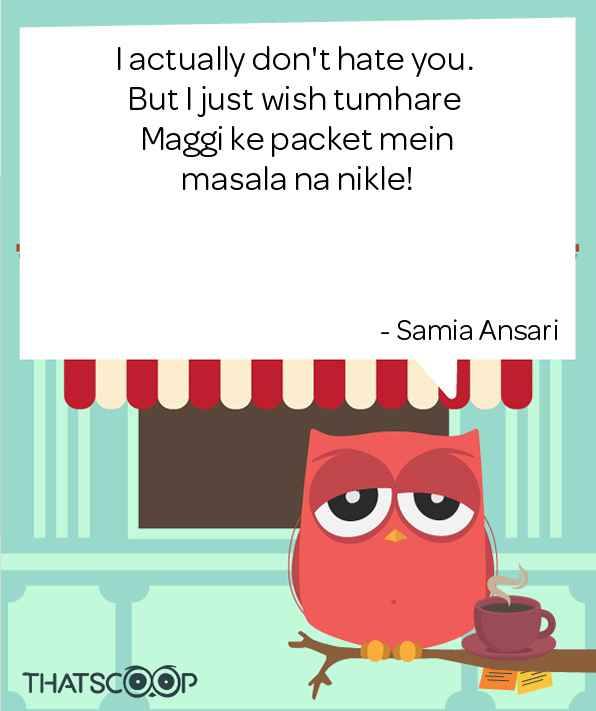 I actually don't hate you.
But I just wish tumhare
Maggi ke packet mein
masala na nikle!
- Samia Ansari
THATSCOOP